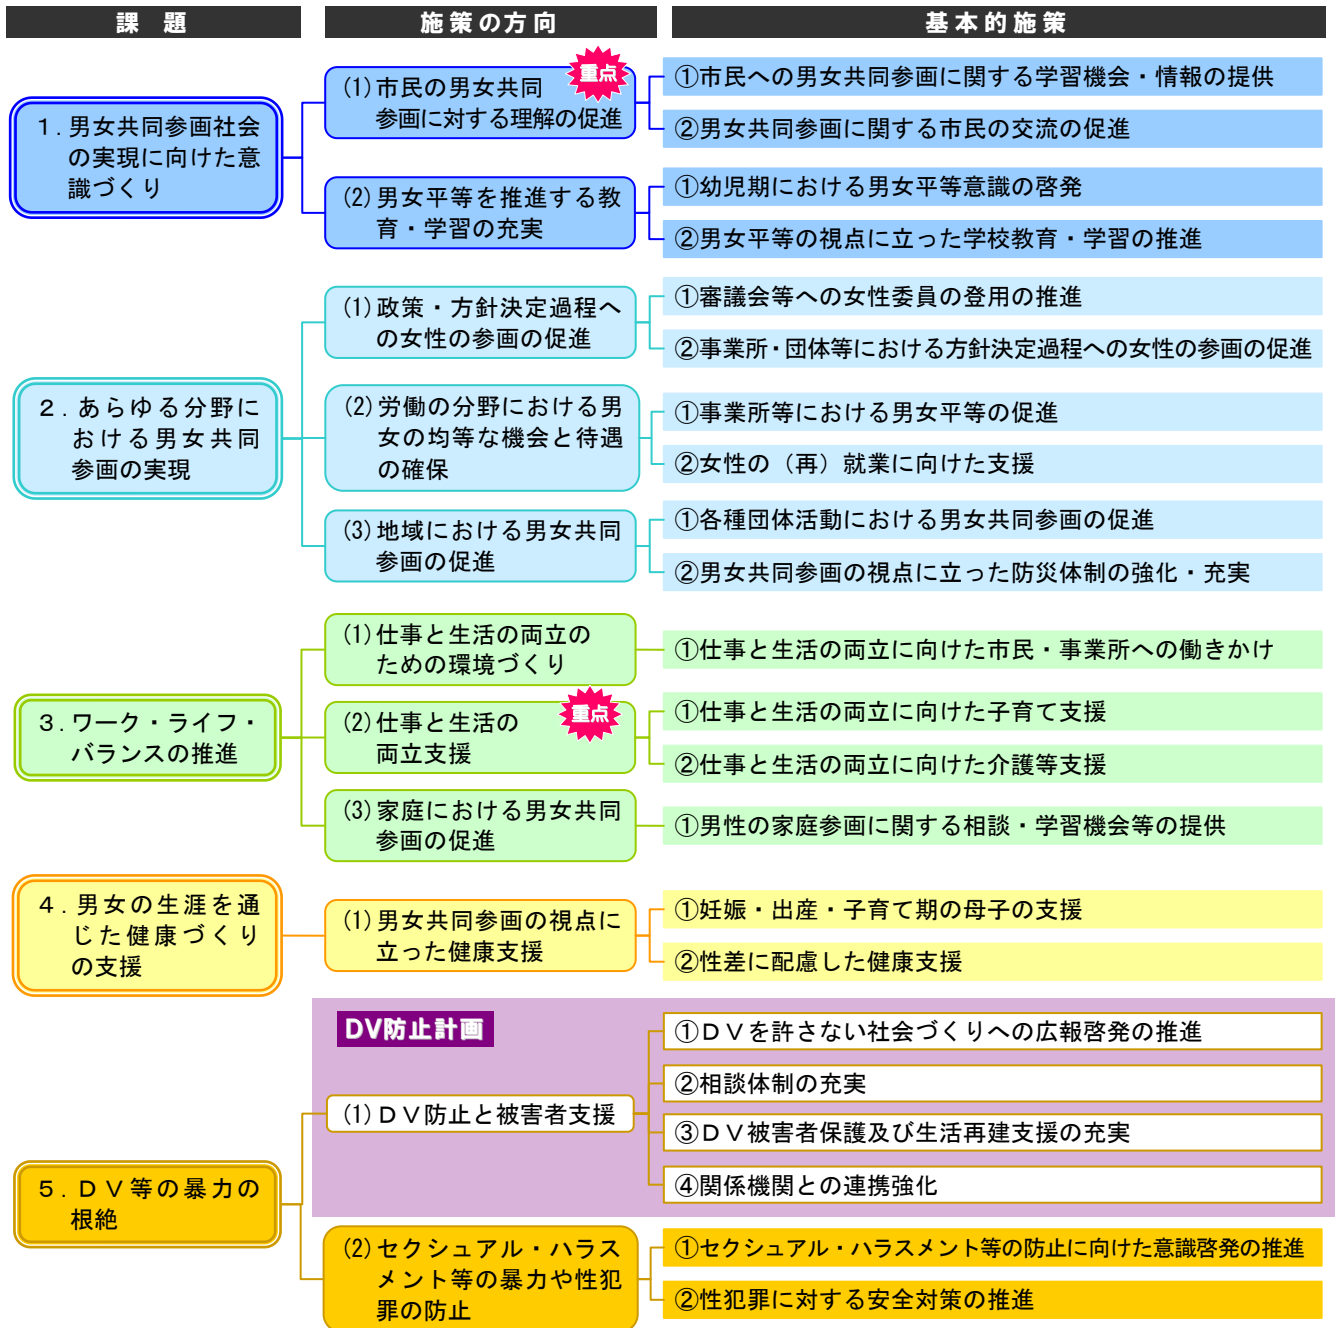 課　題
施策の方向
基本的施策
１．男女共同参画社会
の実現に向けた意
識づくり
(1)市民の男女共同
参画に対する理解の促進
重点
①市民への男女共同参画に関する学習機会・情報の提供
②男女共同参画に関する市民の交流の促進
(2)男女平等を推進する教
育・学習の充実
①幼児期における男女平等意識の啓発
②男女平等の視点に立った学校教育・学習の推進
２．あらゆる分野に
おける男女共同
参画の実現
(1)政策・方針決定過程へ
の女性の参画の促進
①審議会等への女性委員の登用の推進
②事業所・団体等における方針決定過程への女性の参画の促進
(2)労働の分野における男
女の均等な機会と待遇
の確保
①事業所等における男女平等の促進
②女性の（再）就業に向けた支援
(3)地域における男女共同
参画の促進
①各種団体活動における男女共同参画の促進
②男女共同参画の視点に立った防災体制の強化・充実
３．ワーク・ライフ・
バランスの推進
(1)仕事と生活の両立の
ための環境づくり
①仕事と生活の両立に向けた市民・事業所への働きかけ
(2)仕事と生活の
両立支援
重点
①仕事と生活の両立に向けた子育て支援
②仕事と生活の両立に向けた介護等支援
(3)家庭における男女共同
参画の促進
①男性の家庭参画に関する相談・学習機会等の提供
４．男女の生涯を通
じた健康づくり
の支援
(1)男女共同参画の視点に
立った健康支援
①妊娠・出産・子育て期の母子の支援
②性差に配慮した健康支援
５．ＤＶ等の暴力の
根絶
DV防止計画
(1)ＤＶ防止と被害者支援
①ＤＶを許さない社会づくりへの広報啓発の推進
②相談体制の充実
③ＤＶ被害者保護及び生活再建支援の充実
④関係機関との連携強化
(2)セクシュアル・ハラス
メント等の暴力や性犯
罪の防止
①セクシュアル・ハラスメント等の防止に向けた意識啓発の推進
②性犯罪に対する安全対策の推進